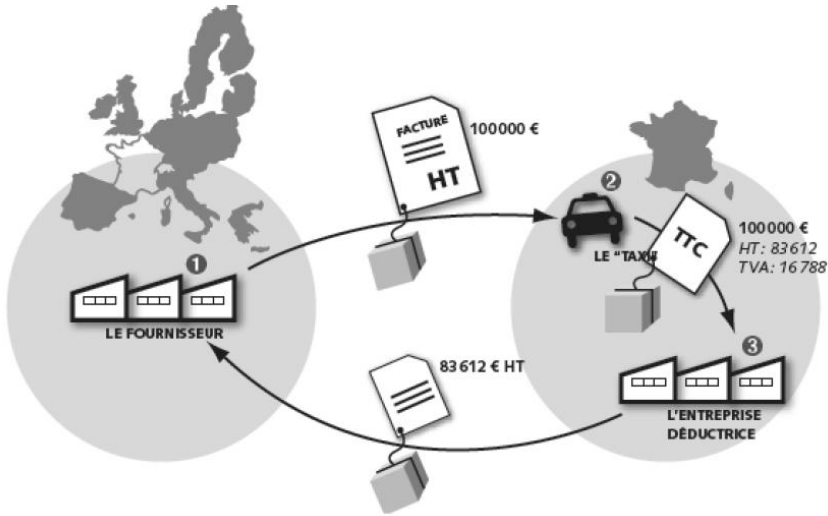 FACTURE
HT
100000 €
❶
LE FOURNISSEUR
❷
LE "TAXI"
TTC
100000 €
HT : 83612
TVA : 16788
❸
L'ENTREPRISE
DÉDUCTRICE
83612 € HT